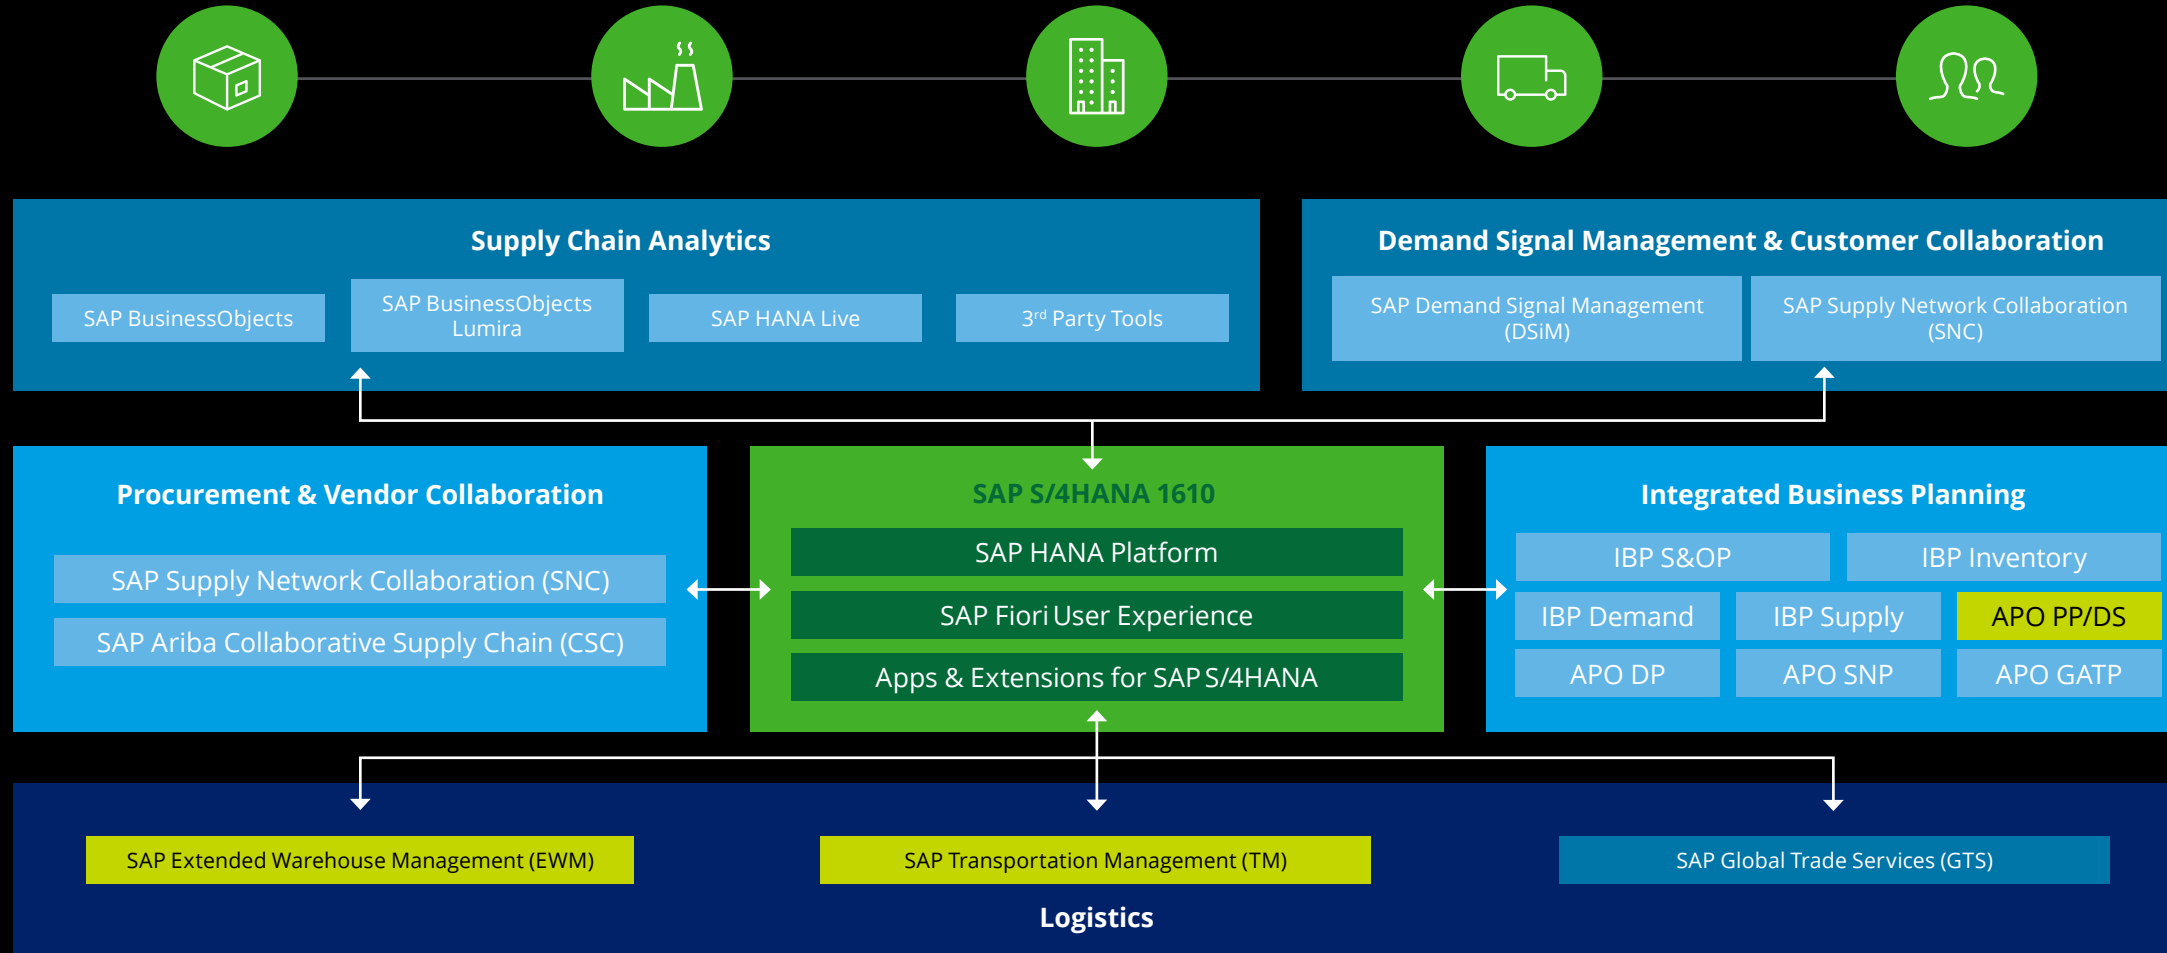 Supply Chain Analytics
SAP BusinessObjects
SAP BusinessObjects
Lumira
SAP HANA Live
3rd Party Tools
Demand Signal Management & Customer Collaboration
SAP Demand Signal Management
(DSiM)
SAP Supply Network Collaboration
(SNC)
Procurement & Vendor Collaboration
SAP Supply Network Collaboration (SNC)
SAP Ariba Collaborative Supply Chain (CSC)
SAP S/4HANA 1610
SAP HANA Platform
SAP Fiori User Experience
Apps & Extensions for SAP S/4HANA
Integrated Business Planning
IBP S&OP
IBP Inventory
IBP Demand
IBP Supply
APO PP/DS
APO DP
APO SNP
APO GATP
SAP Extended Warehouse Management (EWM)
SAP Transportation Management (TM)
SAP Global Trade Services (GTS)
Logistics